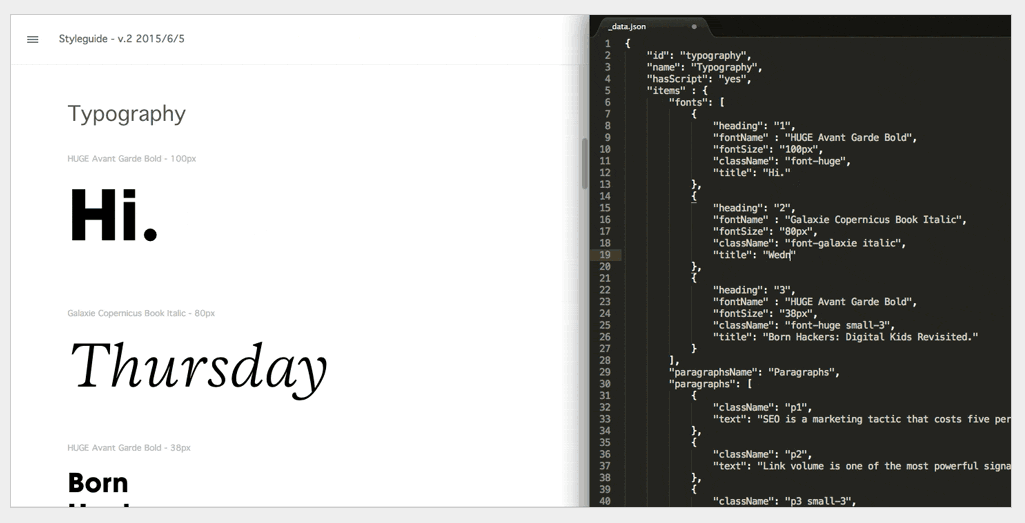 Styleguide - v.2 2015/6/5
Typography
HUGE Avant Garde Bold - 100px
Hi.
Galaxie Copernicus Book Italic - 80px
Thursday
HUGE Avant Garde Bold - 38px
Born
_data.json
1 {
2 "id": "typography",
3 "name": "Typography",
4 "hasScript": "yes",
5 "items" : {
6 "fonts": [
7 {
8 "heading": "1",
9 "fontName" : "HUGE Avant Garde Bold",
10 "fontSize": "100px",
11 "className": "font-huge",
12 "title": "Hi."
13 },
14 {
15 "heading": "2",
16 "fontName" : "Galaxie Copernicus Book Italic",
17 "fontSize": "80px",
18 "className": "font-galaxie italic",
19 "title": "Wedn"
20 },
21 {
22 "heading": "3",
23 "fontName" : "HUGE Avant Garde Bold",
24 "fontSize": "38px",
25 "className": "font-huge small-3",
26 "title": "Born Hackers: Digital Kids Revisited."
27 }
28 ],
29 "paragraphsName": "Paragraphs",
30 "paragraphs": [
31 {
32 "className": "p1",
33 "text": "SEO is a marketing tactic that costs five per
34 },
35 {
36 "className": "p2",
37 "text": "Link volume is one of the most powerful signa
38 },
39 {
40 "className": "p3 small-3",